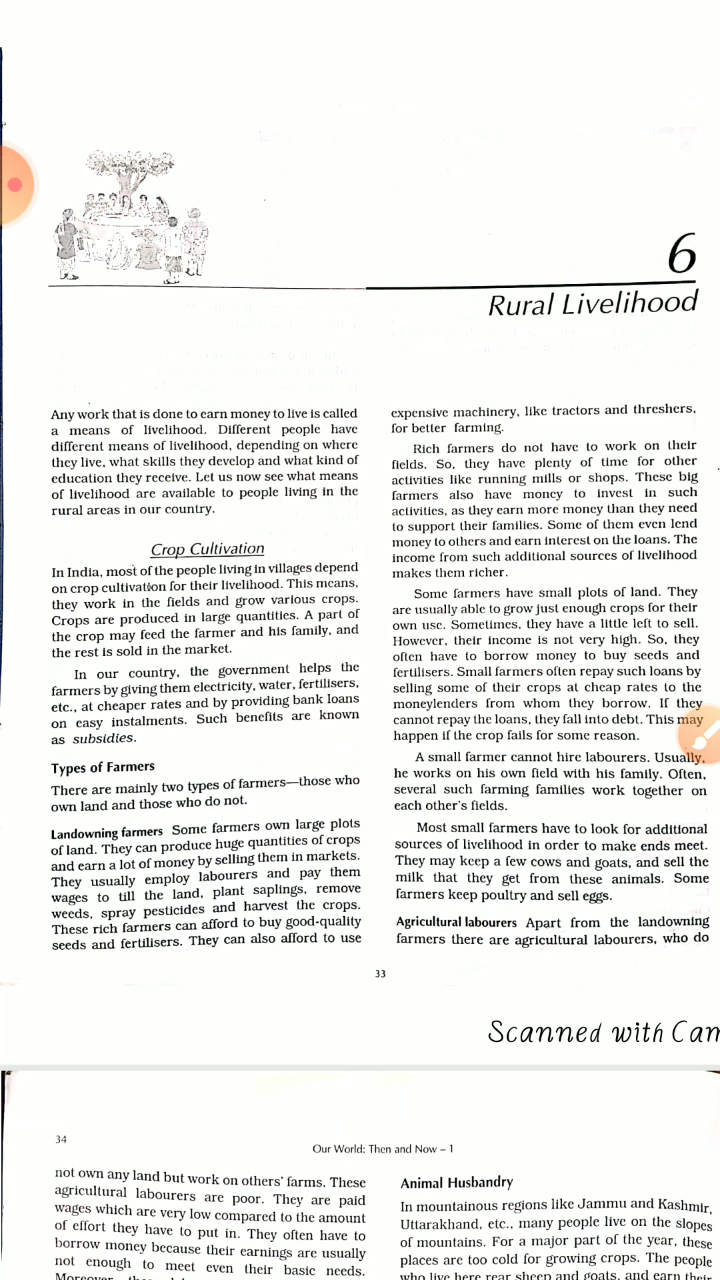 6
Rural Livelihood
Any work that is done to earn money to live is called
a means of livelihood. Different people have
different means of livelihood, depending on where
they live, what skills they develop and what kind of
education they receive. Let us now see what means
of livelihood are available to people living in the
rural areas in our country.
Crop Cultivation
In India, most of the people living in villages depend
on crop cultivation for their livelihood. This means,
they work in the fields and grow various crops.
Crops are produced in large quantities. A part of
the crop may feed the farmer and his family, and
the rest is sold in the market.
In our country, the government helps the
farmers by giving them electricity, water, fertilisers,
etc., at cheaper rates and by providing bank loans
on easy instalments. Such benefits are known
as subsidies.
Types of Farmers
There are mainly two types of farmers—those who
own land and those who do not.
Landowning farmers Some farmers own large plots
of land. They can produce huge quantities of crops
and earn a lot of money by selling them in markets.
They usually employ labourers and pay them
wages to till the land, plant saplings, remove
weeds, spray pesticides and harvest the crops.
These rich farmers can afford to buy good-quality
seeds and fertilisers. They can also afford to use
expensive machinery, like tractors and threshers,
for better farming.
Rich farmers do not have to work on their
fields. So, they have plenty of time for other
activities like running mills or shops. These big
farmers also have money to invest in such
activities, as they earn more money than they need
to support their families. Some of them even lend
money to others and earn interest on the loans. The
income from such additional sources of livelihood
makes them richer.
Some farmers have small plots of land. They
are usually able to grow just enough crops for their
own use. Sometimes, they have a little left to sell.
However, their income is not very high. So, they
often have to borrow money to buy seeds and
fertilisers. Small farmers often repay such loans by
selling some of their crops at cheap rates to the
moneylenders from whom they borrow. If they
cannot repay the loans, they fall into debt. This may
happen if the crop fails for some reason.
A small farmer cannot hire labourers. Usually,
he works on his own field with his family. Often,
several such farming families work together on
each other's fields.
Most small farmers have to look for additional
sources of livelihood in order to make ends meet.
They may keep a few cows and goats, and sell the
milk that they get from these animals. Some
farmers keep poultry and sell eggs.
Agricultural labourers Apart from the landowning
farmers there are agricultural labourers, who do
33
Scanned with Cam
34
Our World: Then and Now – 1
not own any land but work on others' farms. These
agricultural labourers are poor. They are paid
wages which are very low compared to the amount
of effort they have to put in. They often have to
borrow money because their earnings are usually
not enough to meet even their basic needs.
Moreover,
Animal Husbandry
In mountainous regions like Jammu and Kashmir,
Uttarakhand, etc., many people live on the slopes
of mountains. For a major part of the year, these
places are too cold for growing crops. The people
who live here rear sheep and goats, and earn their